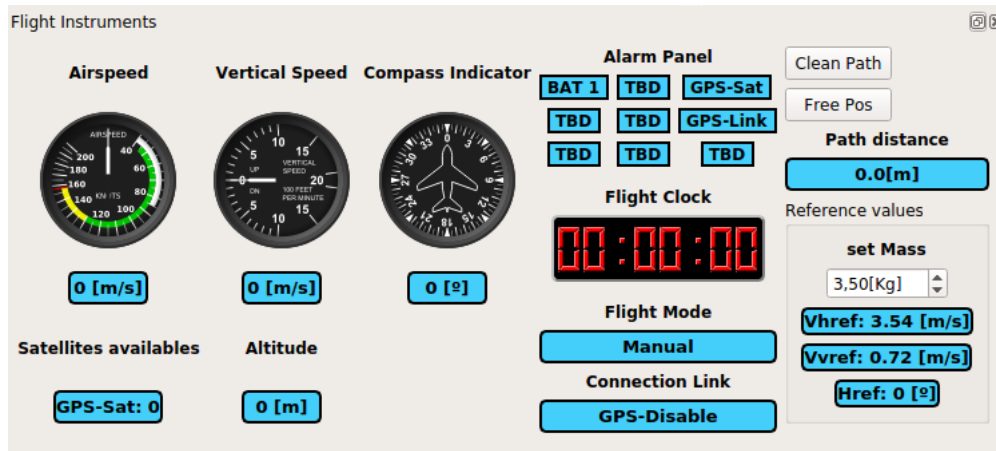 Flight Instruments
Airspeed
AIRSPEED
40
60
80
100
120
140
160
180
200
KNOTS
0 [m/s]
Vertical Speed
5
10
15
20
15
10
5
0
UP
DN
VERTICAL
SPEED
100 FEET
PER MINUTE
0 [m/s]
Compass Indicator
0
3
6
9
12
15
18
21
24
27
30
33
0 [º]
Satellites availables
GPS-Sat: 0
Altitude
0 [m]
Alarm Panel
BAT 1 TBD GPS-Sat
TBD TBD GPS-Link
TBD TBD TBD
Flight Clock
00:00:00
Flight Mode
Manual
Connection Link
GPS-Disable
Clean Path
Free Pos
Path distance
0.0[m]
Reference values
set Mass
3,50[Kg]
Vhref: 3.54 [m/s]
Vvref: 0.72 [m/s]
Href: 0 [º]